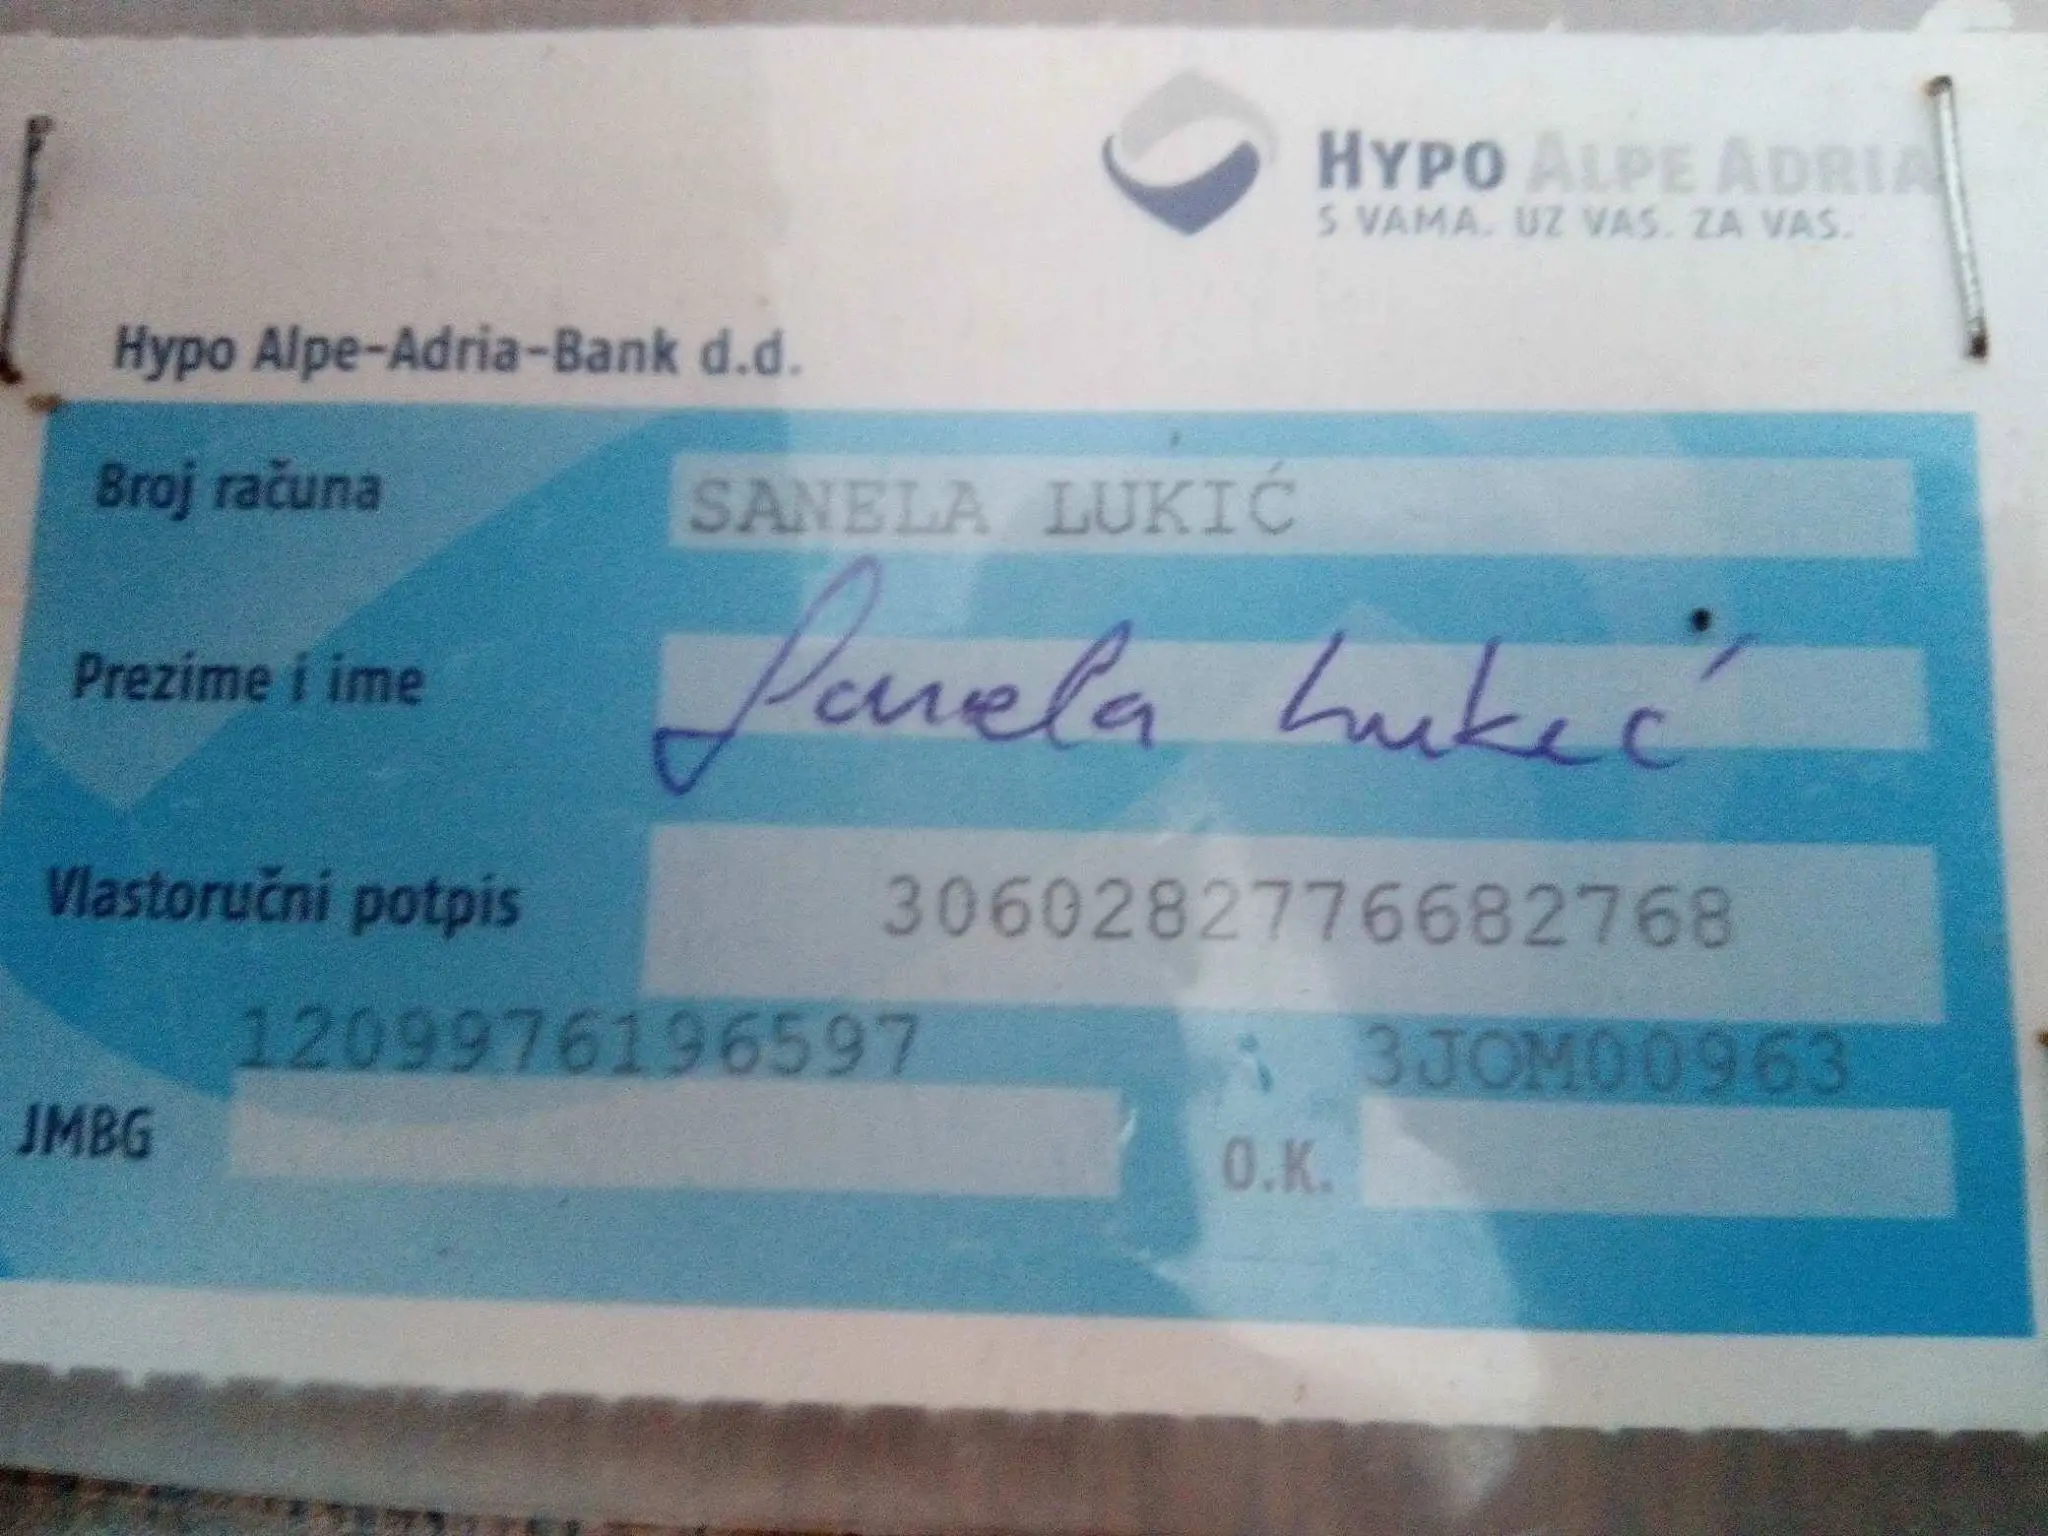 HYPO ALPE ADRIA
S VAMA. UZ VAS. ZA VAS.
Hypo Alpe-Adria-Bank d.d.
Broj računa SANELA LUKIĆ
Prezime i ime Sanela Lukić
Vlastoručni potpis 3060282776682768
1209976196597 3JOM00963
JMBG O.K.